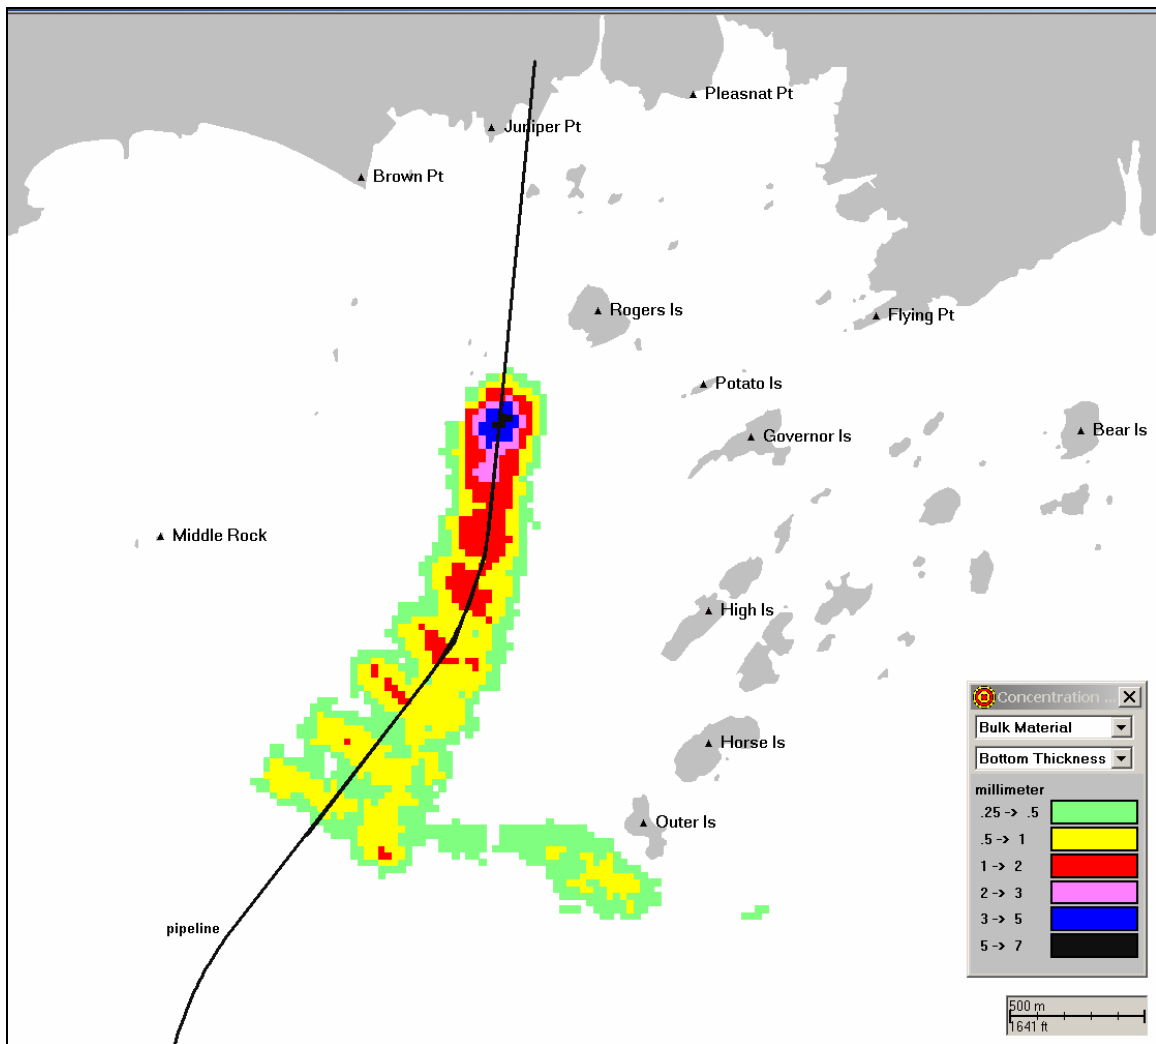 Pleasnat Pt
Juniper Pt
Brown Pt
Rogers Is
Flying Pt
Potato Is
Governor Is
Bear Is
Middle Rock
High Is
Horse Is
Outer Is
pipeline
Concentration ...
Bulk Material
Bottom Thickness
millimeter
.25 -> .5
.5 -> 1
1 -> 2
2 -> 3
3 -> 5
5 -> 7
500 m
1641 ft